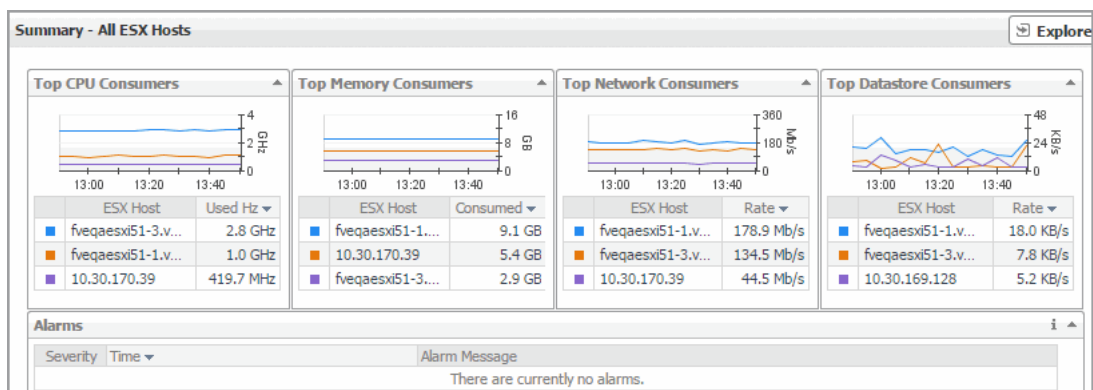 Summary - All ESX Hosts
Explore
Top CPU Consumers
4
2
0
GHz
13:00 13:20 13:40
ESX Host Used Hz
fveqaesxi51-3.v... 2.8 GHz
fveqaesxi51-1.v... 1.0 GHz
10.30.170.39 419.7 MHz
Top Memory Consumers
16
8
0
GB
13:00 13:20 13:40
ESX Host Consumed
fveqaesxi51-1.... 9.1 GB
10.30.170.39 5.4 GB
fveqaesxi51-3.... 2.9 GB
Top Network Consumers
360
180
0
Mb/s
13:00 13:20 13:40
ESX Host Rate
fveqaesxi51-1.v... 178.9 Mb/s
fveqaesxi51-3.v... 134.5 Mb/s
10.30.170.39 44.5 Mb/s
Top Datastore Consumers
48
24
0
KB/s
13:00 13:20 13:40
ESX Host Rate
fveqaesxi51-1.v... 18.0 KB/s
fveqaesxi51-3.v... 7.8 KB/s
10.30.169.128 5.2 KB/s
Alarms
i
Severity Time Alarm Message
There are currently no alarms.